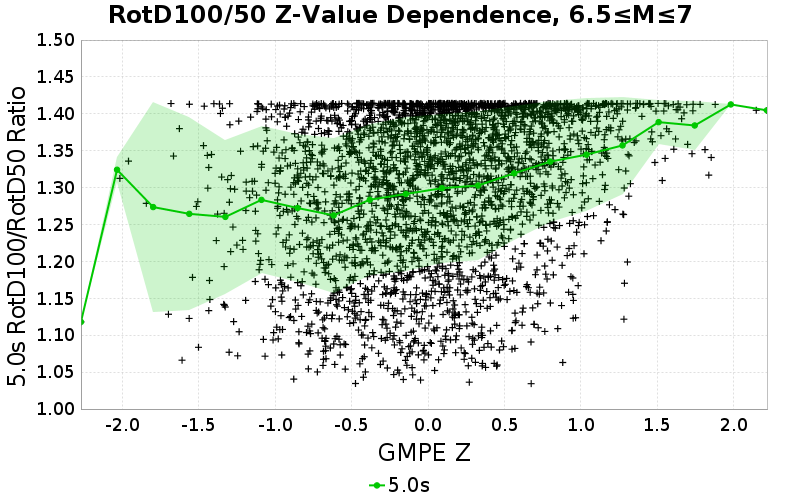 RotD100/50 Z-Value Dependence, 6.5≤M≤7
5.0s RotD100/RotD50 Ratio
1.50
1.45
1.40
1.35
1.30
1.25
1.20
1.15
1.10
1.05
1.00
-2.0 -1.5 -1.0 -0.5 0.0 0.5 1.0 1.5 2.0
GMPE Z
5.0s